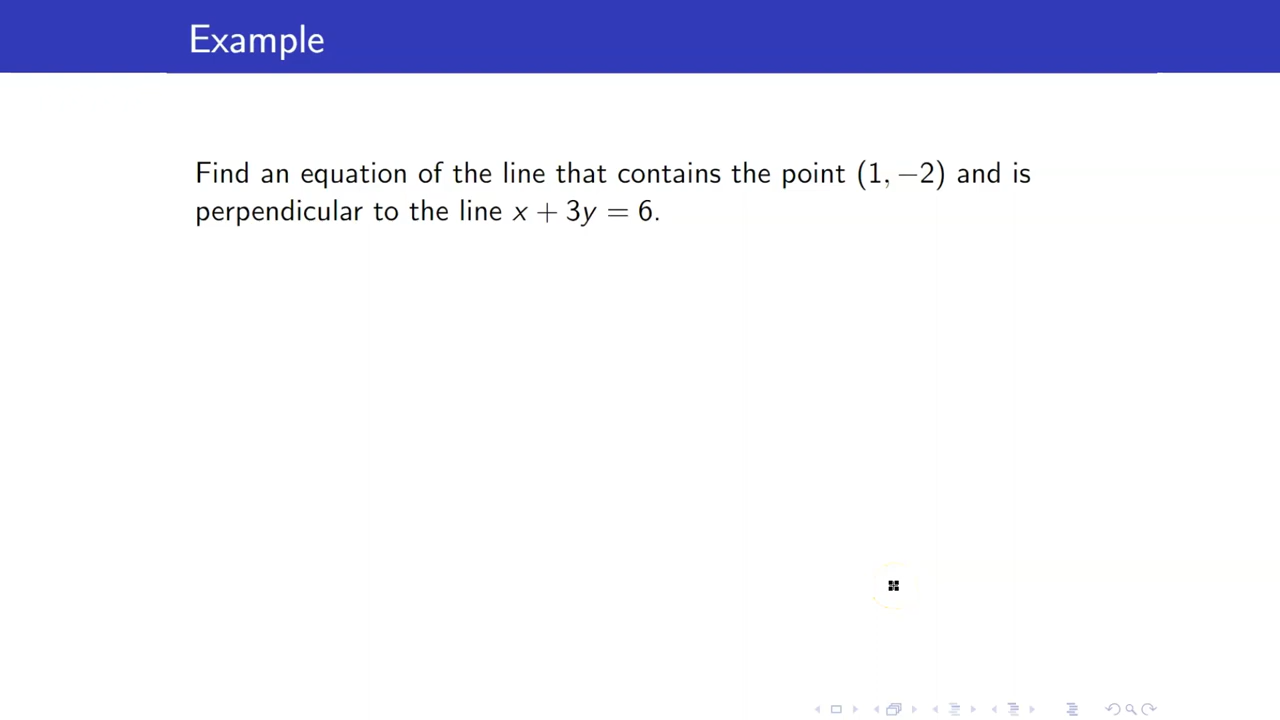 Example
Find an equation of the line that contains the point (1, −2) and is
perpendicular to the line x + 3y = 6.